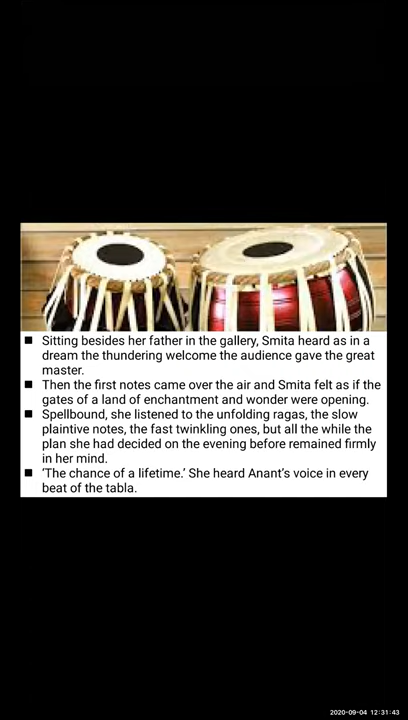 ■ Sitting besides her father in the gallery, Smita heard as in a
dream the thundering welcome the audience gave the great
master.
■ Then the first notes came over the air and Smita felt as if the
gates of a land of enchantment and wonder were opening.
■ Spellbound, she listened to the unfolding ragas, the slow
plaintive notes, the fast twinkling ones, but all the while the
plan she had decided on the evening before remained firmly
in her mind.
■ ‘The chance of a lifetime.’ She heard Anant’s voice in every
beat of the tabla.
2020-09-04 12:31:43